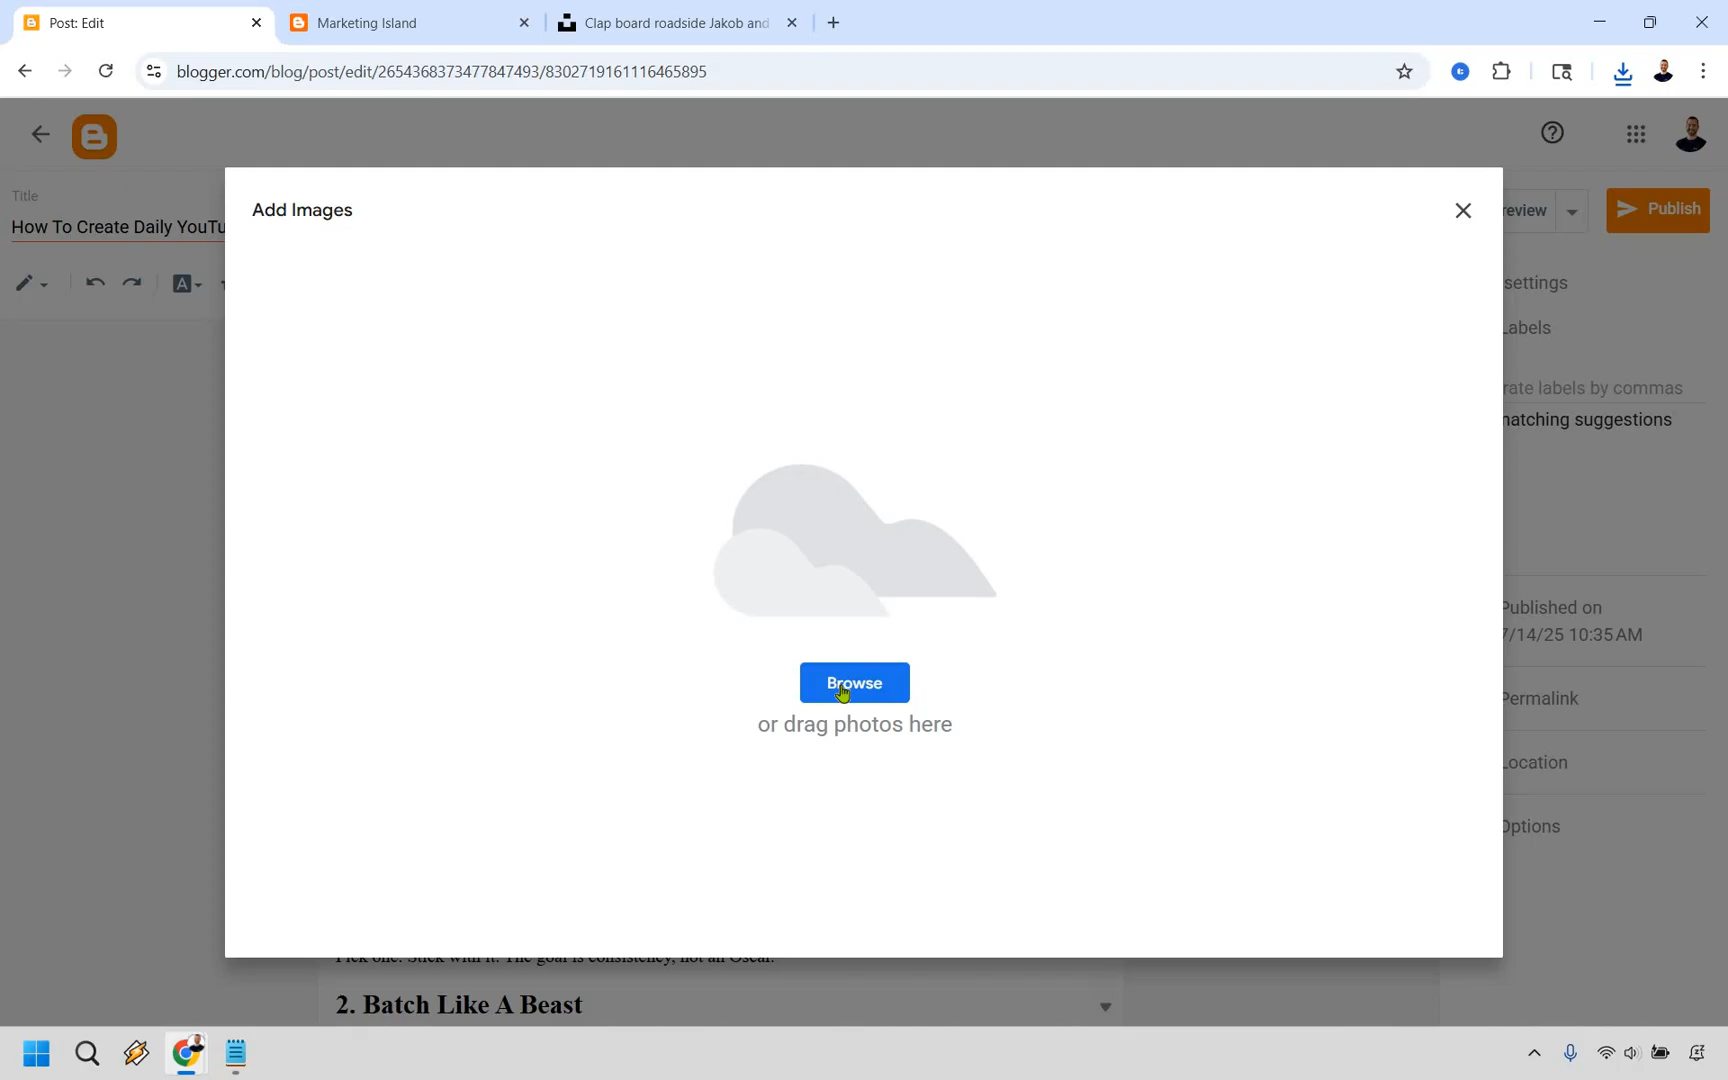 Post: Edit
Marketing Island
Clap board roadside Jakob and
blogger.com/blog/post/edit/2654368373477847493/8302719161116465895
Title
How To Create Daily YouTu
Add Images
review
Publish
settings
Labels
rate labels by commas
natching suggestions
Browse
or drag photos here
Published on
7/14/25 10:35 AM
Permalink
Location
Options
2. Batch Like A Beast